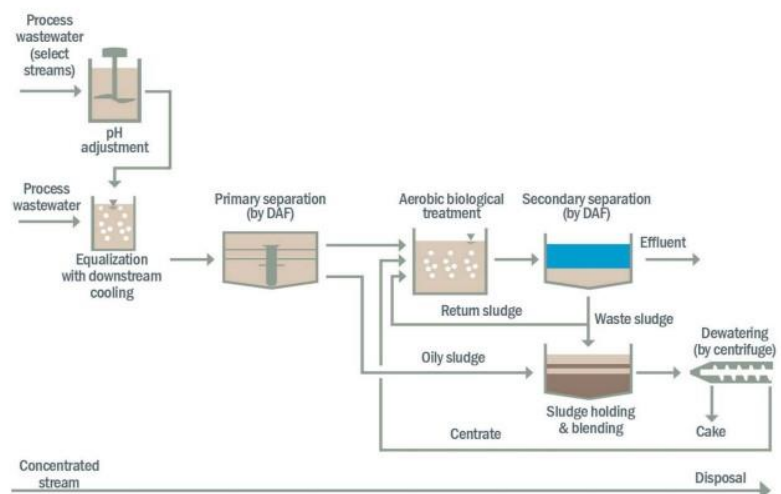 Process
wastewater
(select
streams)
pH
adjustment
Process
wastewater
Equalization
with downstream
cooling
Primary separation
(by DAF)
Aerobic biological
treatment
Secondary separation
(by DAF)
Effluent
Return sludge
Waste sludge
Oily sludge
Dewatering
(by centrifuge)
Sludge holding
& blending
Cake
Centrate
Concentrated
stream
Disposal